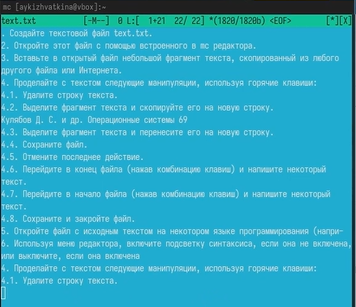 mc [aykizhvatkina@vbox]:~
text.txt [-M--] 0 L:[ 1+21 22/ 22] *(1820/1820b) <EOF> [*][X]
. Создайте текстовой файл text.txt.
2. Откройте этот файл с помощью встроенного в mc редактора.
3. Вставьте в открытый файл небольшой фрагмент текста, скопированный из любого
другого файла или Интернета.
4. Проделайте с текстом следующие манипуляции, используя горячие клавиши:
4.1. Удалите строку текста.
4.2. Выделите фрагмент текста и скопируйте его на новую строку.
Кулябов Д. С. и др. Операционные системы 69
4.3. Выделите фрагмент текста и перенесите его на новую строку.
4.4. Сохраните файл.
4.5. Отмените последнее действие.
4.6. Перейдите в конец файла (нажав комбинацию клавиш) и напишите некоторый
текст.
4.7. Перейдите в начало файла (нажав комбинацию клавиш) и напишите некоторый
текст.
4.8. Сохраните и закройте файл.
5. Откройте файл с исходным текстом на некотором языке программирования (напри-
6. Используя меню редактора, включите подсветку синтаксиса, если она не включена,
или выключите, если она включена
4. Проделайте с текстом следующие манипуляции, используя горячие клавиши:
4.1. Удалите строку текста.